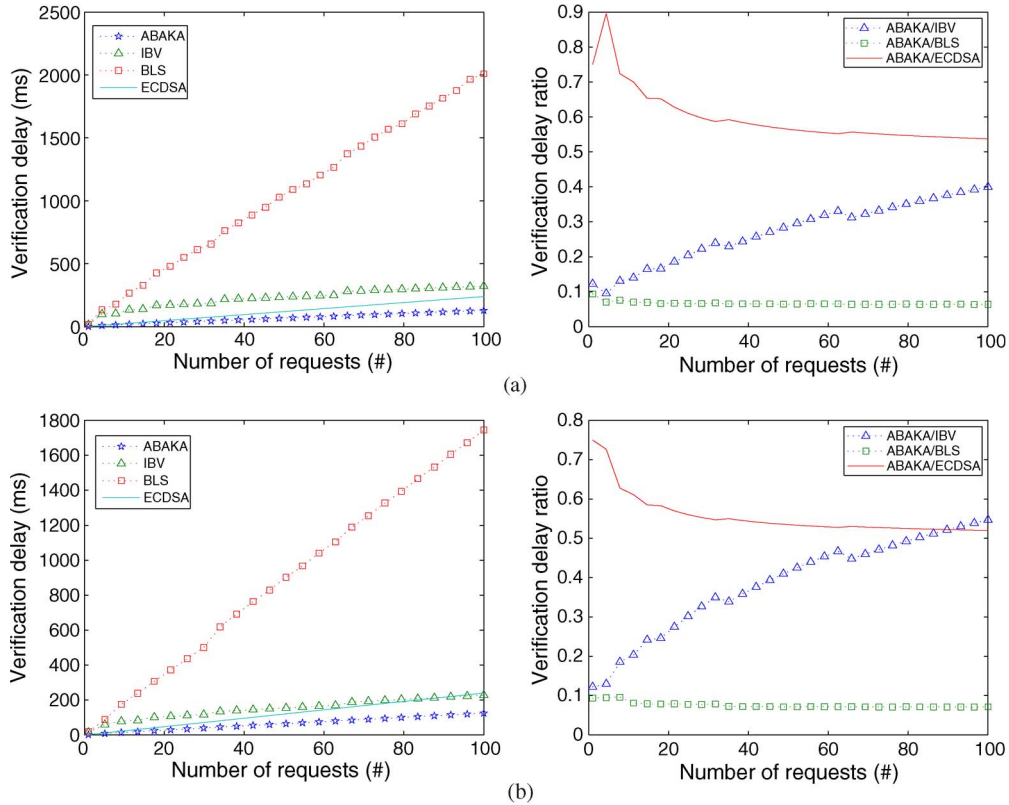 2500
2000
1500
1000
500
0
Verification delay (ms)
ABAKA
IBV
BLS
ECDSA
0 20 40 60 80 100
Number of requests (#)
0.9
0.8
0.7
0.6
0.5
0.4
0.3
0.2
0.1
0
Verification delay ratio
ABAKA/IBV
ABAKA/BLS
ABAKA/ECDSA
0 20 40 60 80 100
Number of requests (#)
(a)
1800
1600
1400
1200
1000
800
600
400
200
0
Verification delay (ms)
ABAKA
IBV
BLS
ECDSA
0 20 40 60 80 100
Number of requests (#)
0.8
0.7
0.6
0.5
0.4
0.3
0.2
0.1
0
Verification delay ratio
ABAKA/IBV
ABAKA/BLS
ABAKA/ECDSA
0 20 40 60 80 100
Number of requests (#)
(b)